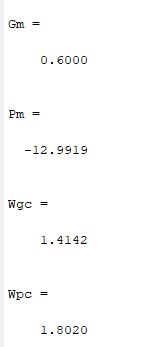 Gm =
0.6000
Pm =
-12.9919
Wgc =
1.4142
Wpc =
1.8020